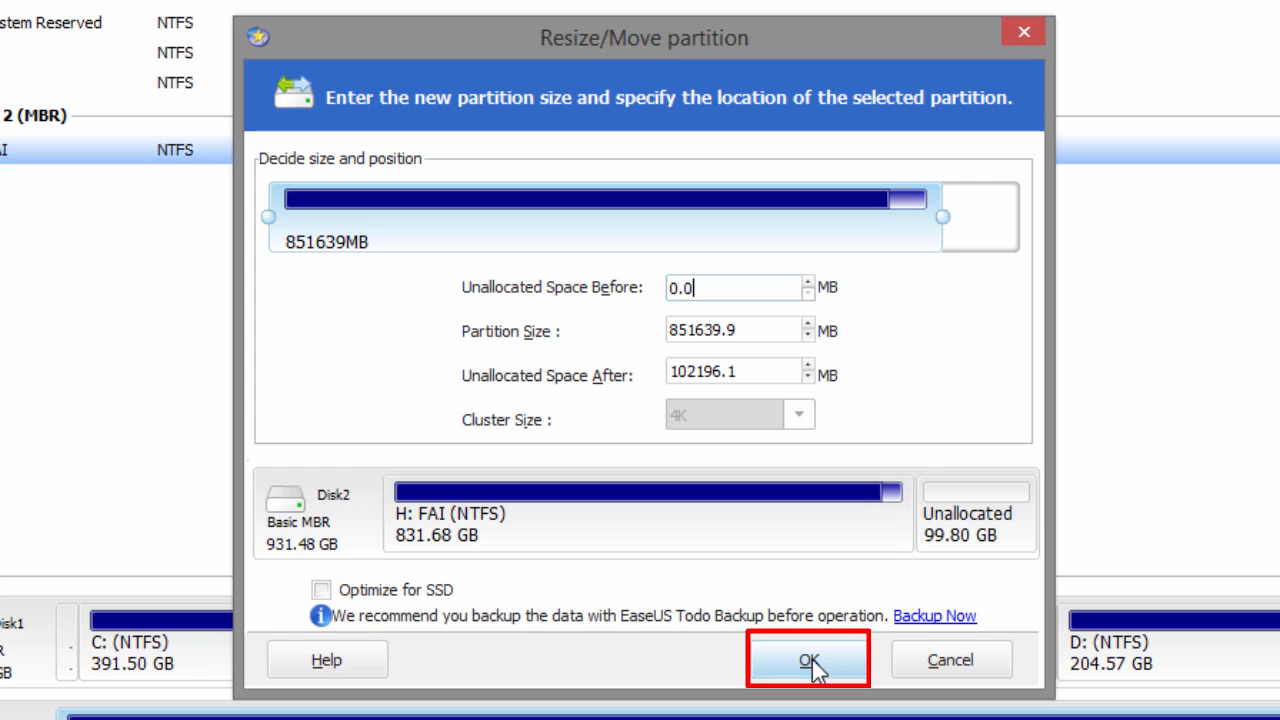 stem Reserved NTFS
NTFS
NTFS
2 (MBR)
AI NTFS
Resize/Move partition
Enter the new partition size and specify the location of the selected partition.
Decide size and position
851639MB
Unallocated Space Before: 0.0 MB
Partition Size : 851639.9 MB
Unallocated Space After: 102196.1 MB
Cluster Size : 4K
Disk2
Basic MBR
931.48 GB
H: FAI (NTFS)
831.68 GB
Unallocated
99.80 GB
Optimize for SSD
We recommend you backup the data with EaseUS Todo Backup before operation. Backup Now
Help OK Cancel
isk1
R
GB
C: (NTFS)
391.50 GB
D: (NTFS)
204.57 GB